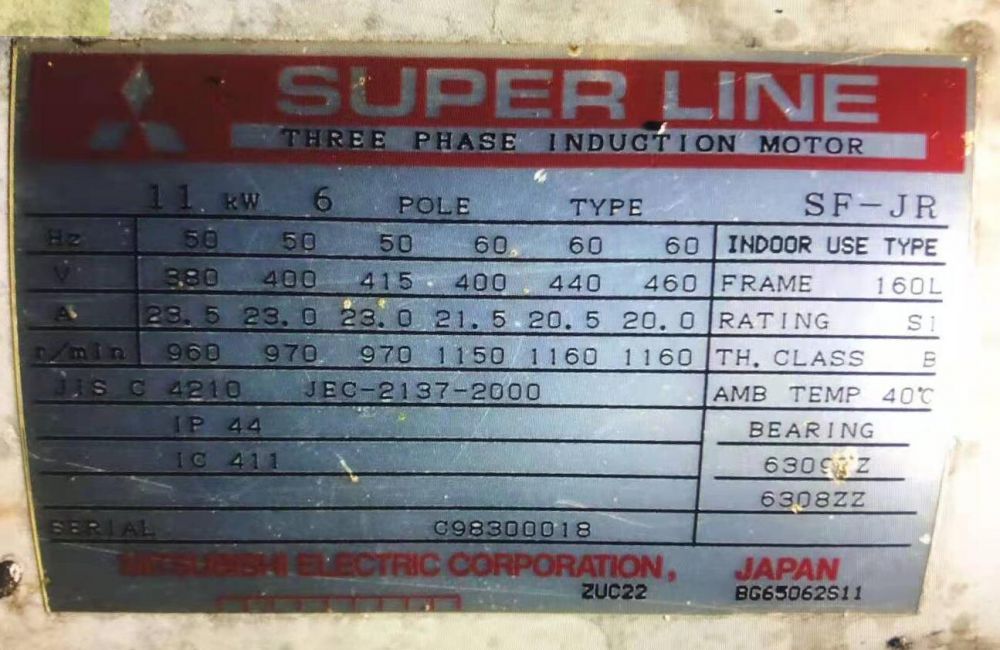 SUPER LINE
THREE PHASE INDUCTION MOTOR
11 kW 6 POLE TYPE SF-JR
Hz 50 50 50 60 60 60 INDOOR USE TYPE
V 380 400 415 400 440 460 FRAME 160L
A 23.5 23.0 23.0 21.5 20.5 20.0 RATING S1
r/min 960 970 970 1150 1160 1160 TH. CLASS B
JIS C 4210 JEC-2137-2000 AMB TEMP 40℃
IP 44 BEARING
IC 411 6309ZZ
6308ZZ
SERIAL C98300018
MITSUBISHI ELECTRIC CORPORATION, JAPAN
ZUC22 BG65062S11